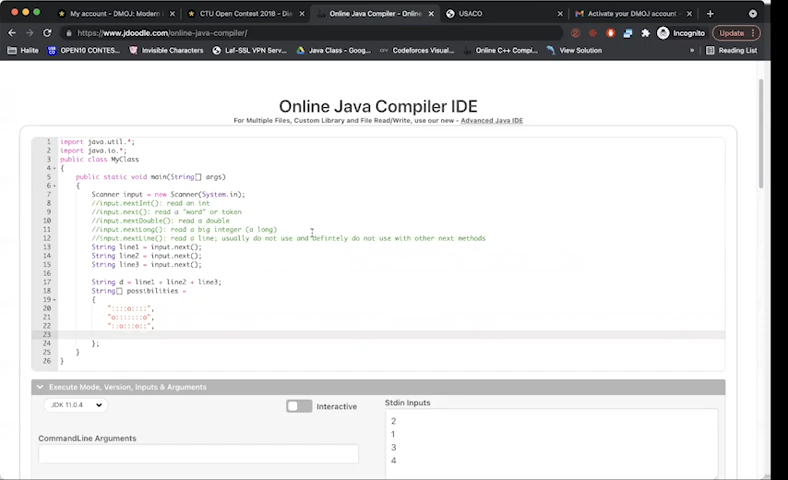 My account - DMOJ: Modern
CTU Open Contest 2018 - Die
Online Java Compiler - Online
USACO
Activate your DMOJ account -
https://www.jdoodle.com/online-java-compiler/
Incognito
Update
Halite
OPEN10 CONTES...
Invisible Characters
Laf-SSL VPN Serv...
Java Class - Goog...
Codeforces Visual...
Online C++ Compi...
View Solution
»
Reading List
Online Java Compiler IDE
For Multiple Files, Custom Library and File Read/Write, use our new - Advanced Java IDE
1 import java.util.*;
2 import java.io.*;
3 public class MyClass
4 {
5 public static void main(String[] args)
6 {
7 Scanner input = new Scanner(System.in);
8 //input.nextInt(): read an int
9 //input.next(): read a "word" or token
10 //input.nextDouble(): read a double
11 //input.nextLong(): read a big integer (a long)
12 //input.nextLine(): read a line; usually do not use and defintely do not use with other next methods
13 String line1 = input.next();
14 String line2 = input.next();
15 String line3 = input.next();
16
17 String d = line1 + line2 + line3;
18 String[] possibilities =
19 {
20 "::::o::::",
21 "o:::::::o",
22 "::o:::o::",
23
24 };
25 }
26 }
Execute Mode, Version, Inputs & Arguments
JDK 11.0.4
Interactive
Stdin Inputs
2
1
3
4
CommandLine Arguments